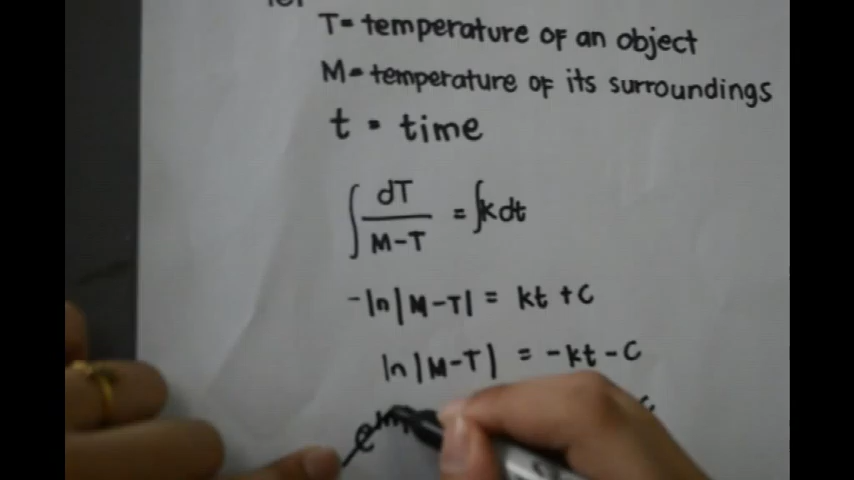 T= temperature of an object
M= temperature of its surroundings
t = time
∫ dT / M-T = ∫kdt
-ln|M-T| = kt + C
ln|M-T| = -kt - C